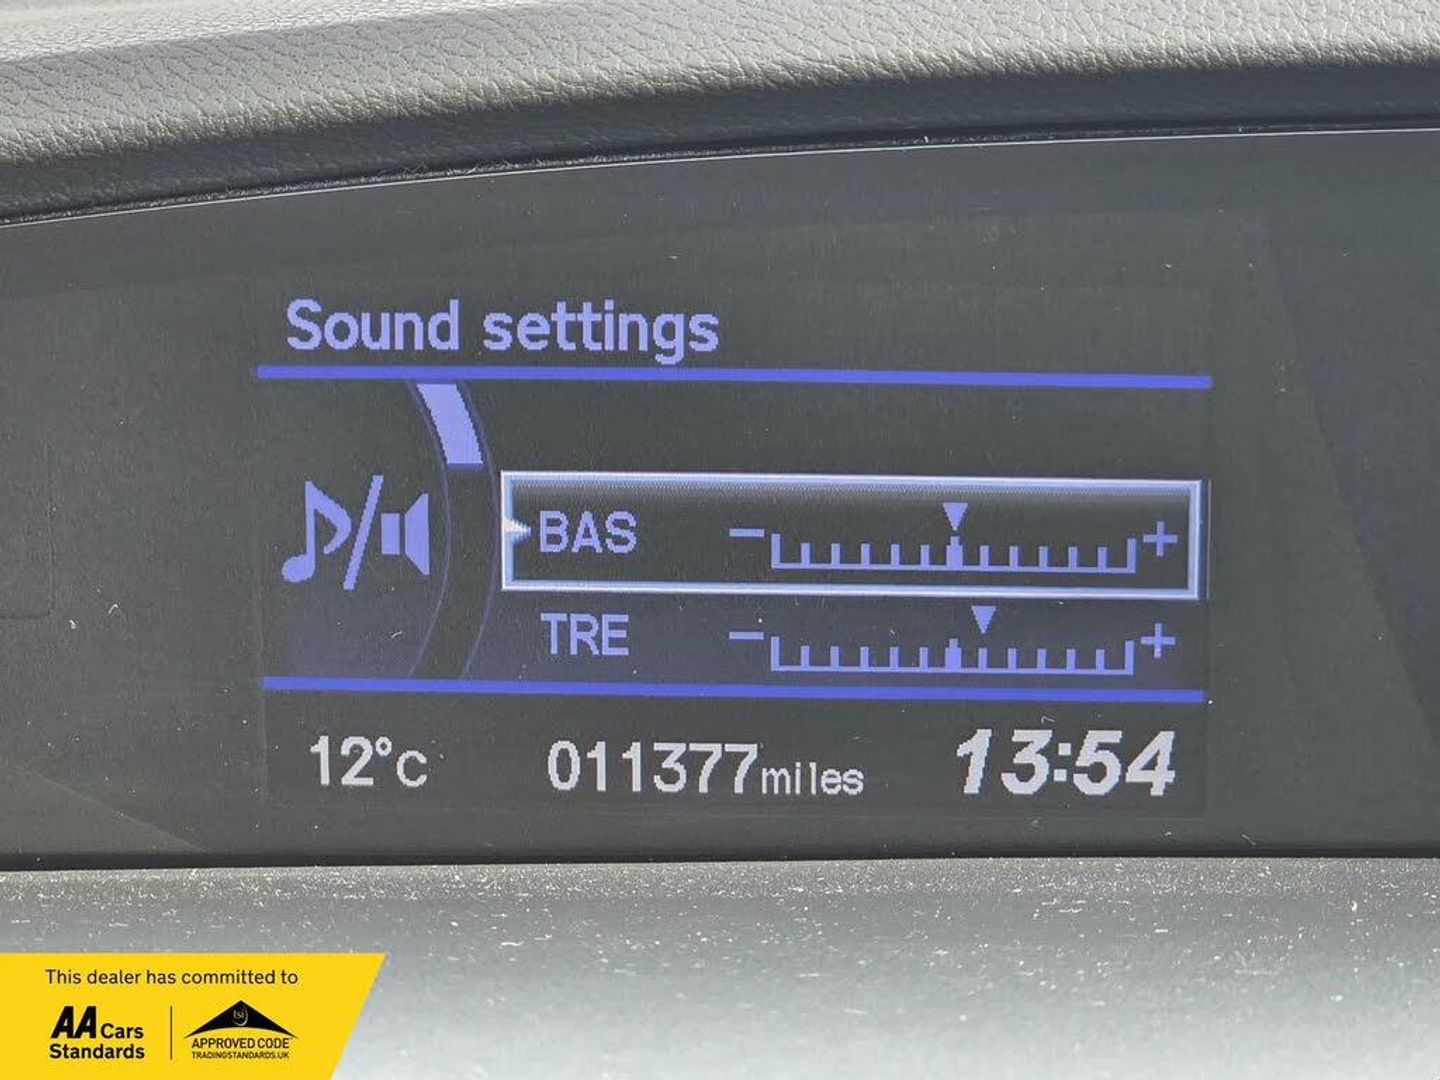 Sound settings
BAS − +
TRE − +
12°C 011377miles 13:54
This dealer has committed to
AA Cars
Standards
tsi
APPROVED CODE
TRADINGSTANDARDS.UK